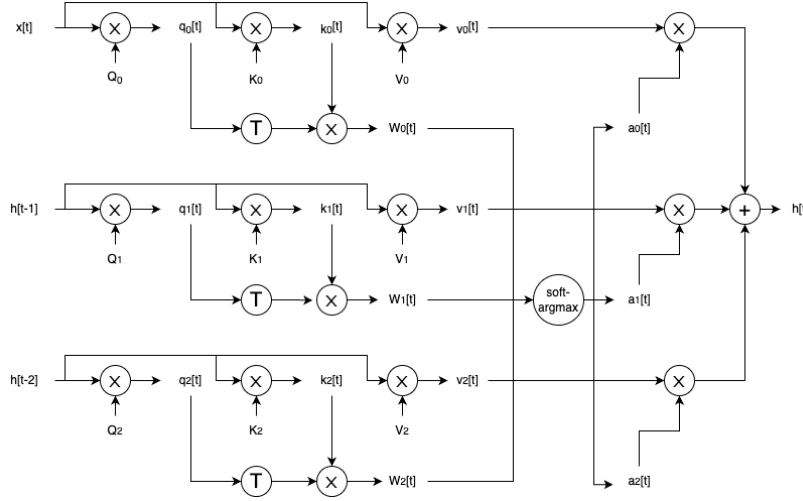 x[t]
X
q₀[t]
X
k₀[t]
X
v₀[t]
X
Q₀
K₀
V₀
T
X
W₀[t]
a₀[t]
h[t-1]
X
q₁[t]
X
k₁[t]
X
v₁[t]
X
+
h[
Q₁
K₁
V₁
T
X
W₁[t]
soft-
argmax
a₁[t]
h[t-2]
X
q₂[t]
X
k₂[t]
X
v₂[t]
X
Q₂
K₂
V₂
T
X
W₂[t]
a₂[t]